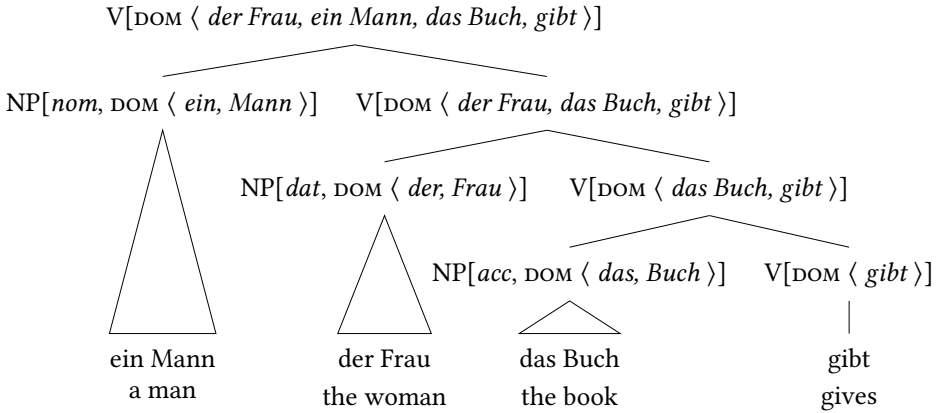 V[DOM ⟨ der Frau, ein Mann, das Buch, gibt ⟩]
NP[nom, DOM ⟨ ein, Mann ⟩] V[DOM ⟨ der Frau, das Buch, gibt ⟩]
NP[dat, DOM ⟨ der, Frau ⟩] V[DOM ⟨ das Buch, gibt ⟩]
NP[acc, DOM ⟨ das, Buch ⟩] V[DOM ⟨ gibt ⟩]
ein Mann der Frau das Buch gibt
a man the woman the book gives